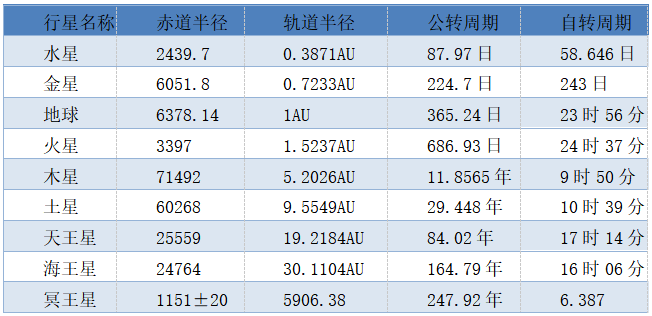 行星名称 赤道半径 轨道半径 公转周期 自转周期
水星 2439.7 0.3871AU 87.97 日 58.646 日
金星 6051.8 0.7233AU 224.7 日 243 日
地球 6378.14 1AU 365.24 日 23 时 56 分
火星 3397 1.5237AU 686.93 日 24 时 37 分
木星 71492 5.2026AU 11.8565 年 9 时 50 分
土星 60268 9.5549AU 29.448 年 10 时 39 分
天王星 25559 19.2184AU 84.02 年 17 时 14 分
海王星 24764 30.1104AU 164.79 年 16 时 06 分
冥王星 1151±20 5906.38 247.92 年 6.387